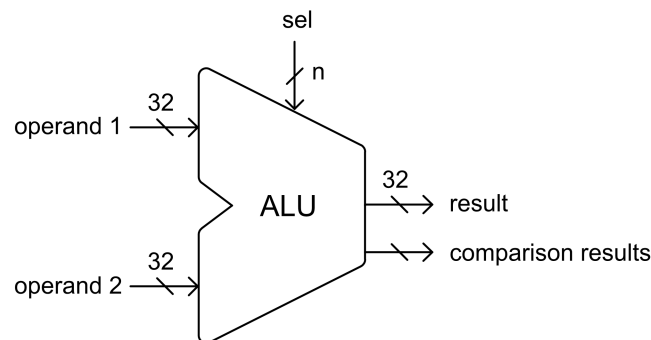 sel
n
32
operand 1
32
ALU
result
comparison results
32
operand 2